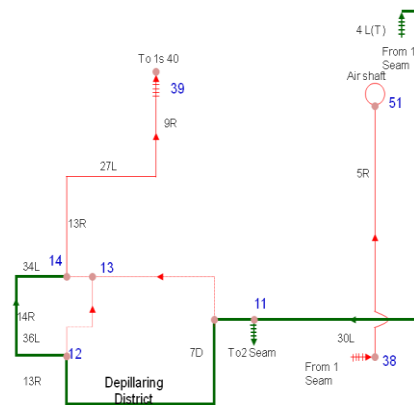 4 L(T)
From 1
Seam
To 1s 40
Air shaft
39
51
9R
27L
5R
13R
34L
14
13
14R
11
36L
12
7D
30L
To2 Seam
38
From 1
Seam
13R
Depillaring
District